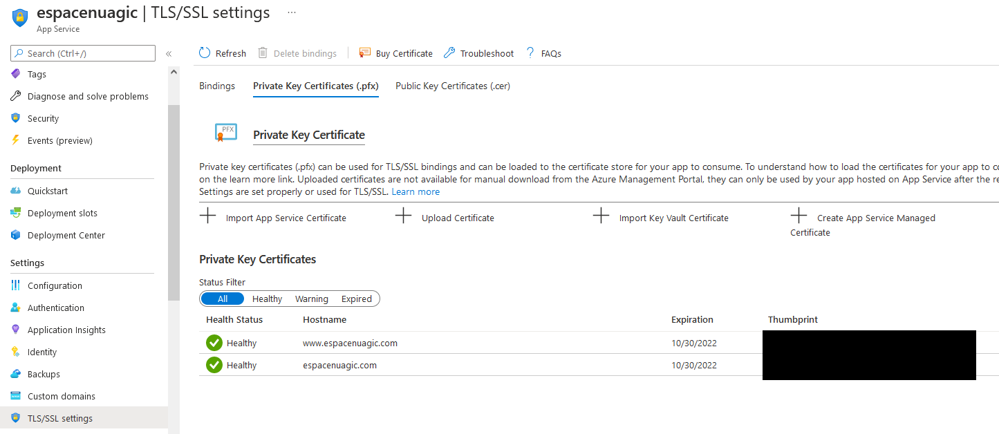 espacenuagic | TLS/SSL settings ...
App Service
Search (Ctrl+/)
«
Tags
Diagnose and solve problems
Security
Events (preview)
Deployment
Quickstart
Deployment slots
Deployment Center
Settings
Configuration
Authentication
Application Insights
Identity
Backups
Custom domains
TLS/SSL settings
Refresh Delete bindings Buy Certificate Troubleshoot ? FAQs
Bindings Private Key Certificates (.pfx) Public Key Certificates (.cer)
PFX
Private Key Certificate
Private key certificates (.pfx) can be used for TLS/SSL bindings and can be loaded to the certificate store for your app to consume. To understand how to load the certificates for your app to co
on the learn more link. Uploaded certificates are not available for manual download from the Azure Management Portal, they can only be used by your app hosted on App Service after the re
Settings are set properly or used for TLS/SSL. Learn more
Import App Service Certificate Upload Certificate Import Key Vault Certificate Create App Service Managed
Certificate
Private Key Certificates
Status Filter
All Healthy Warning Expired
Health Status Hostname Expiration Thumbprint
Healthy www.espacenuagic.com 10/30/2022
Healthy espacenuagic.com 10/30/2022